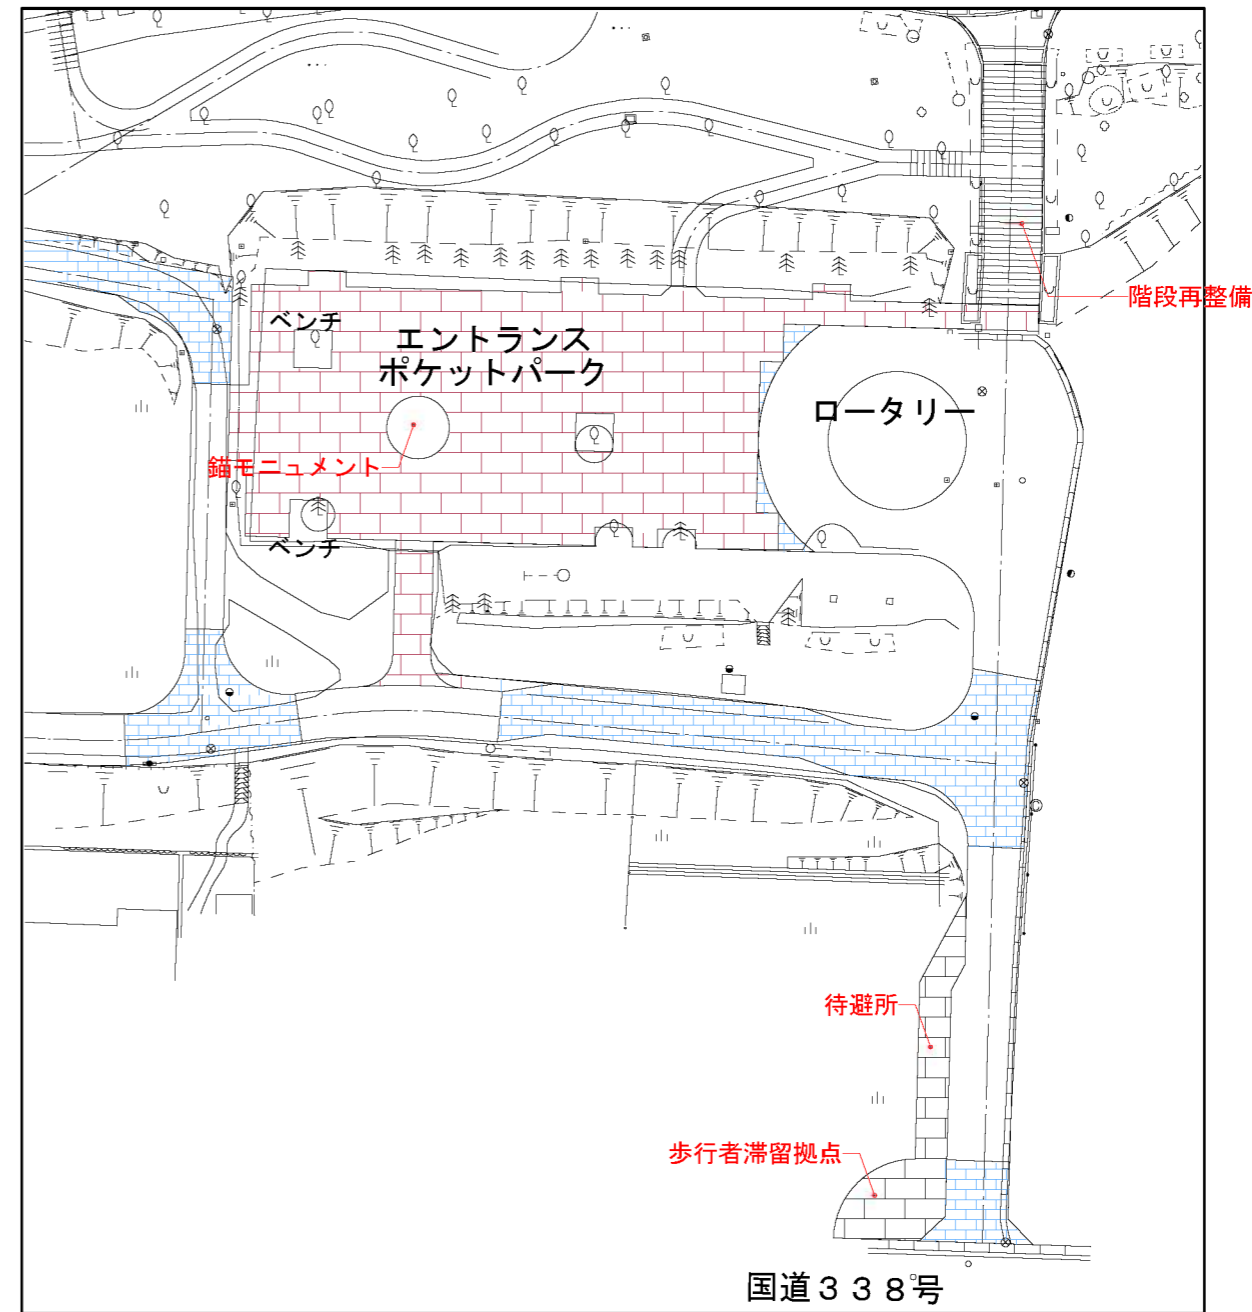 階段再整備
ベンチ
エントランス
ポケットパーク
ロータリー
錨モニュメント
ベンチ
待避所
歩行者滞留拠点
国道３３８号